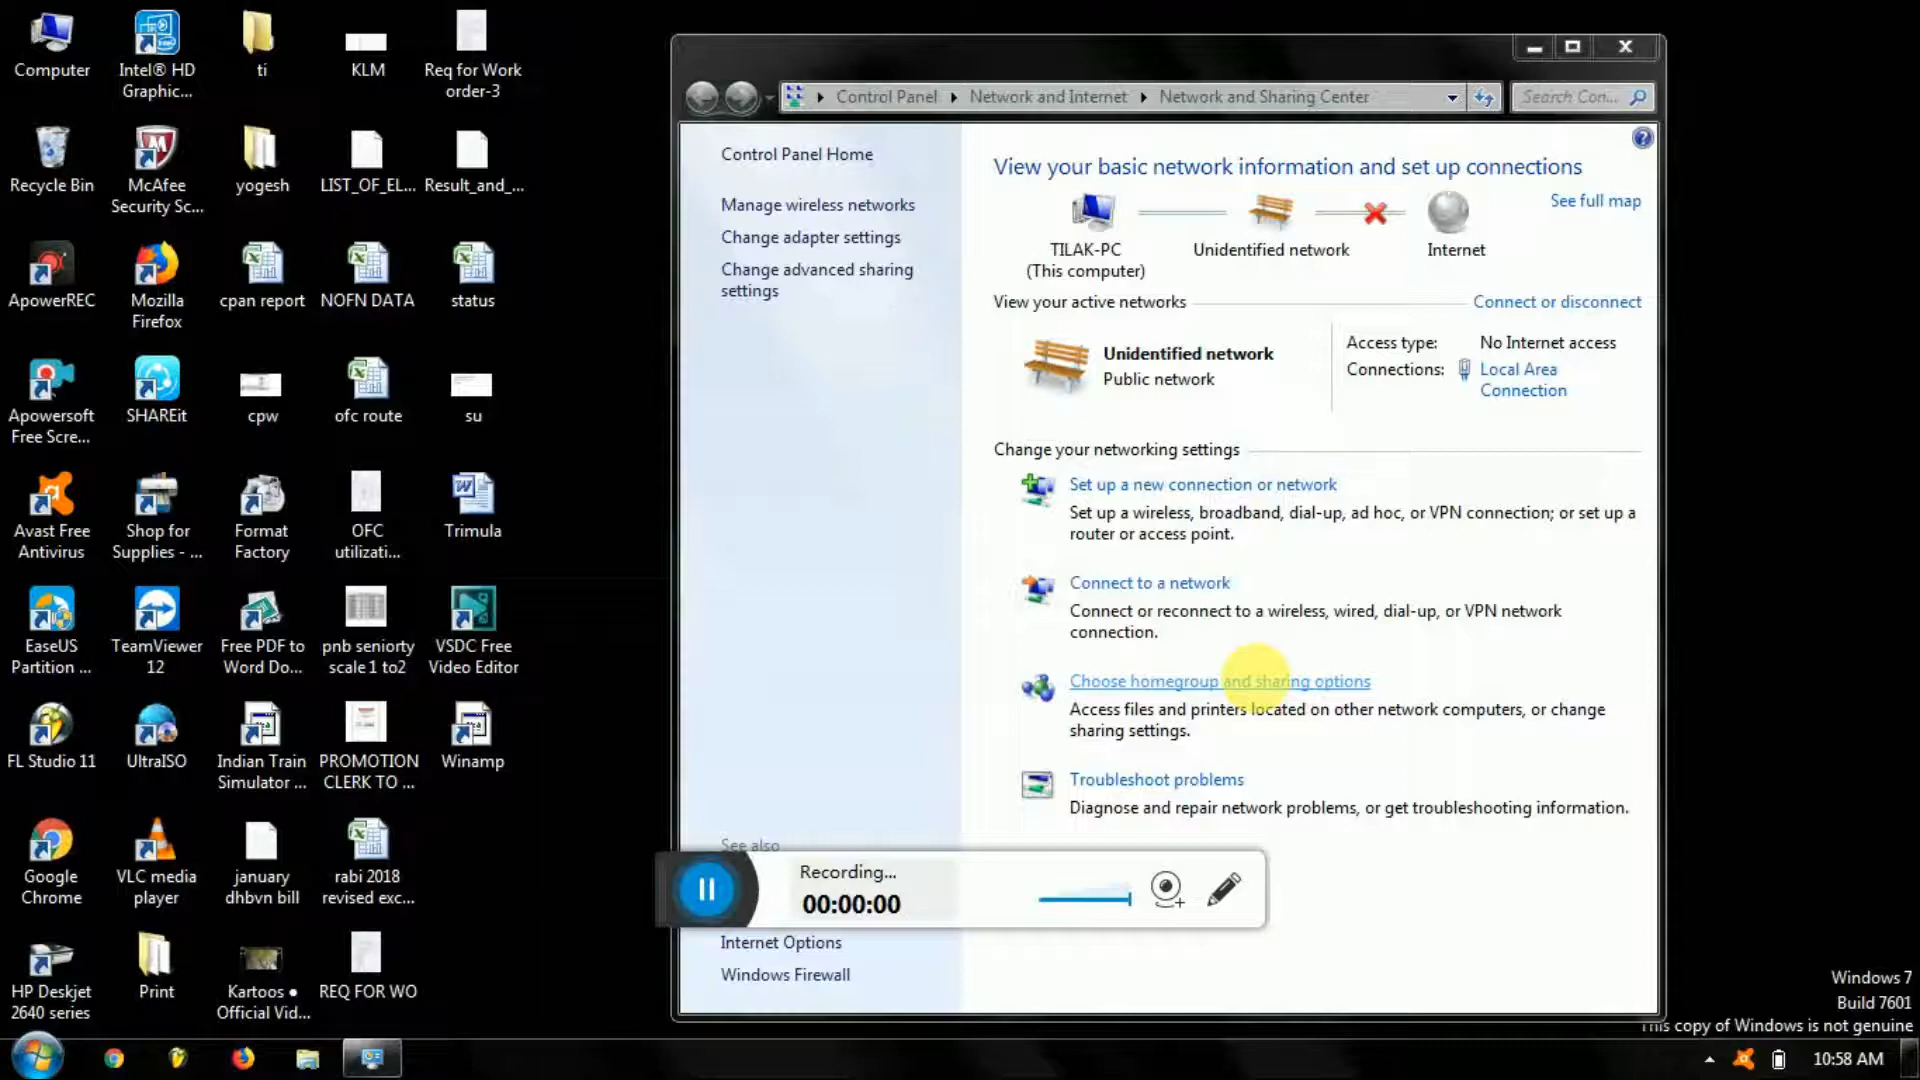 Computer
Intel® HD
Graphic...
ti
KLM
Req for Work
order-3
Recycle Bin
McAfee
Security Sc...
yogesh
LIST_OF_EL...
Result_and_...
ApowerREC
Mozilla
Firefox
cpan report
NOFN DATA
status
Apowersoft
Free Scre...
SHAREit
cpw
ofc route
su
Avast Free
Antivirus
Shop for
Supplies - ...
Format
Factory
OFC
utilizati...
Trimula
EaseUS
Partition ...
TeamViewer
12
Free PDF to
Word Do...
pnb seniorty
scale 1 to2
VSDC Free
Video Editor
FL Studio 11
UltraISO
Indian Train
Simulator ...
PROMOTION
CLERK TO ...
Winamp
Google
Chrome
VLC media
player
january
dhbvn bill
rabi 2018
revised exc...
HP Deskjet
2640 series
Print
Kartoos •
Official Vid...
REQ FOR WO
Control Panel
Network and Internet
Network and Sharing Center
Search Con...
Control Panel Home
Manage wireless networks
Change adapter settings
Change advanced sharing
settings
See also
Internet Options
Windows Firewall
View your basic network information and set up connections
See full map
TILAK-PC
(This computer)
Unidentified network
Internet
View your active networks
Connect or disconnect
Unidentified network
Public network
Access type:
No Internet access
Connections:
Local Area
Connection
Change your networking settings
Set up a new connection or network
Set up a wireless, broadband, dial-up, ad hoc, or VPN connection; or set up a
router or access point.
Connect to a network
Connect or reconnect to a wireless, wired, dial-up, or VPN network
connection.
Choose homegroup and sharing options
Access files and printers located on other network computers, or change
sharing settings.
Troubleshoot problems
Diagnose and repair network problems, or get troubleshooting information.
Recording...
00:00:00
Windows 7
Build 7601
This copy of Windows is not genuine
10:58 AM